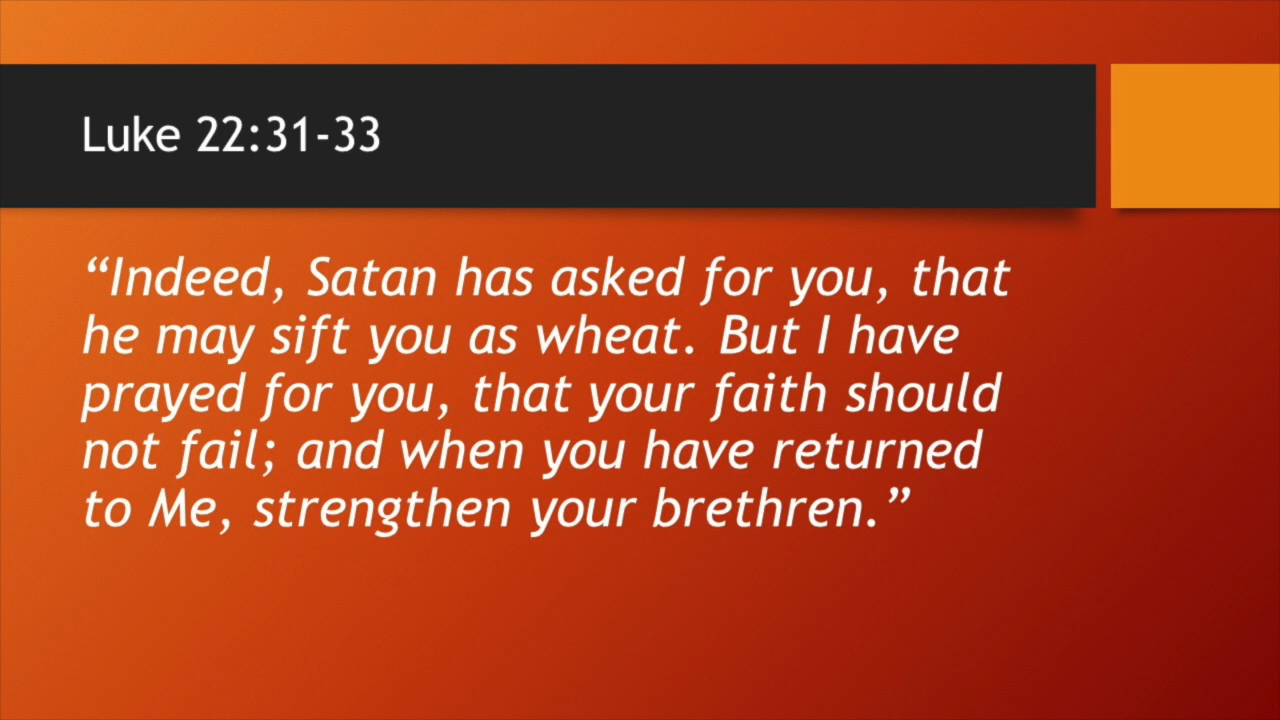 Luke 22:31-33
“Indeed, Satan has asked for you, that
he may sift you as wheat. But I have
prayed for you, that your faith should
not fail; and when you have returned
to Me, strengthen your brethren.”